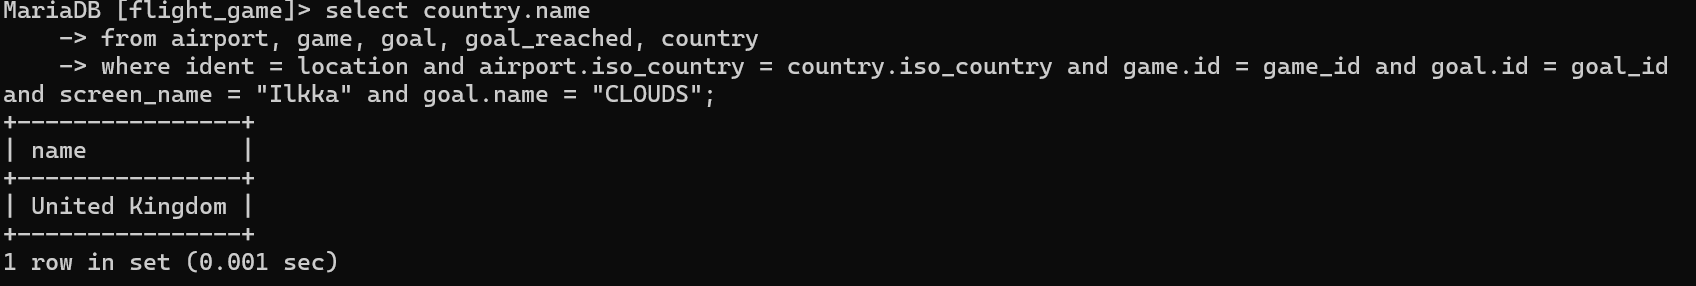 MariaDB [flight_game]> select country.name
    -> from airport, game, goal, goal_reached, country
    -> where ident = location and airport.iso_country = country.iso_country and game.id = game_id and goal.id = goal_id
and screen_name = "Ilkka" and goal.name = "CLOUDS";
+----------------+
| name           |
+----------------+
| United Kingdom |
+----------------+
1 row in set (0.001 sec)